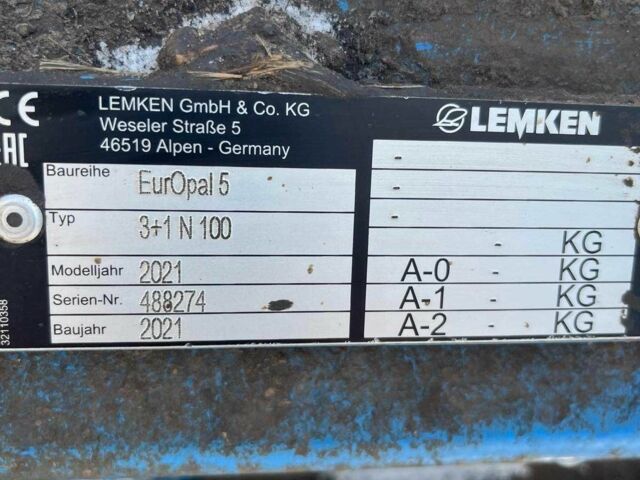 CE
EAC
LEMKEN GmbH & Co. KG
Weseler Straße 5
46519 Alpen - Germany
LEMKEN
Baureihe EurOpal 5
Typ 3+1 N 100
Modelljahr 2021
Serien-Nr. 488274
Baujahr 2021
-
-
-
- KG
A-0 - KG
A-1 - KG
A-2 - KG
32110358